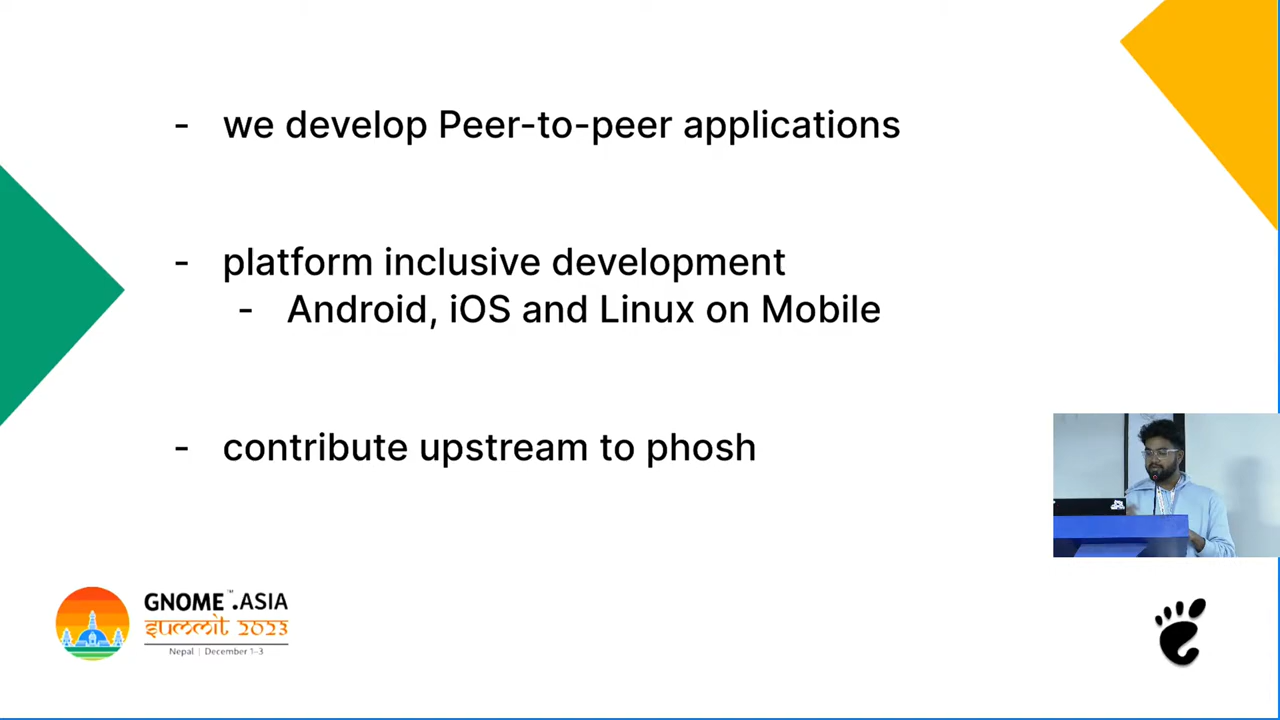 - we develop Peer-to-peer applications
- platform inclusive development
- Android, iOS and Linux on Mobile
- contribute upstream to phosh
GNOME™.ASIA
summit 2023
Nepal | December 1-3